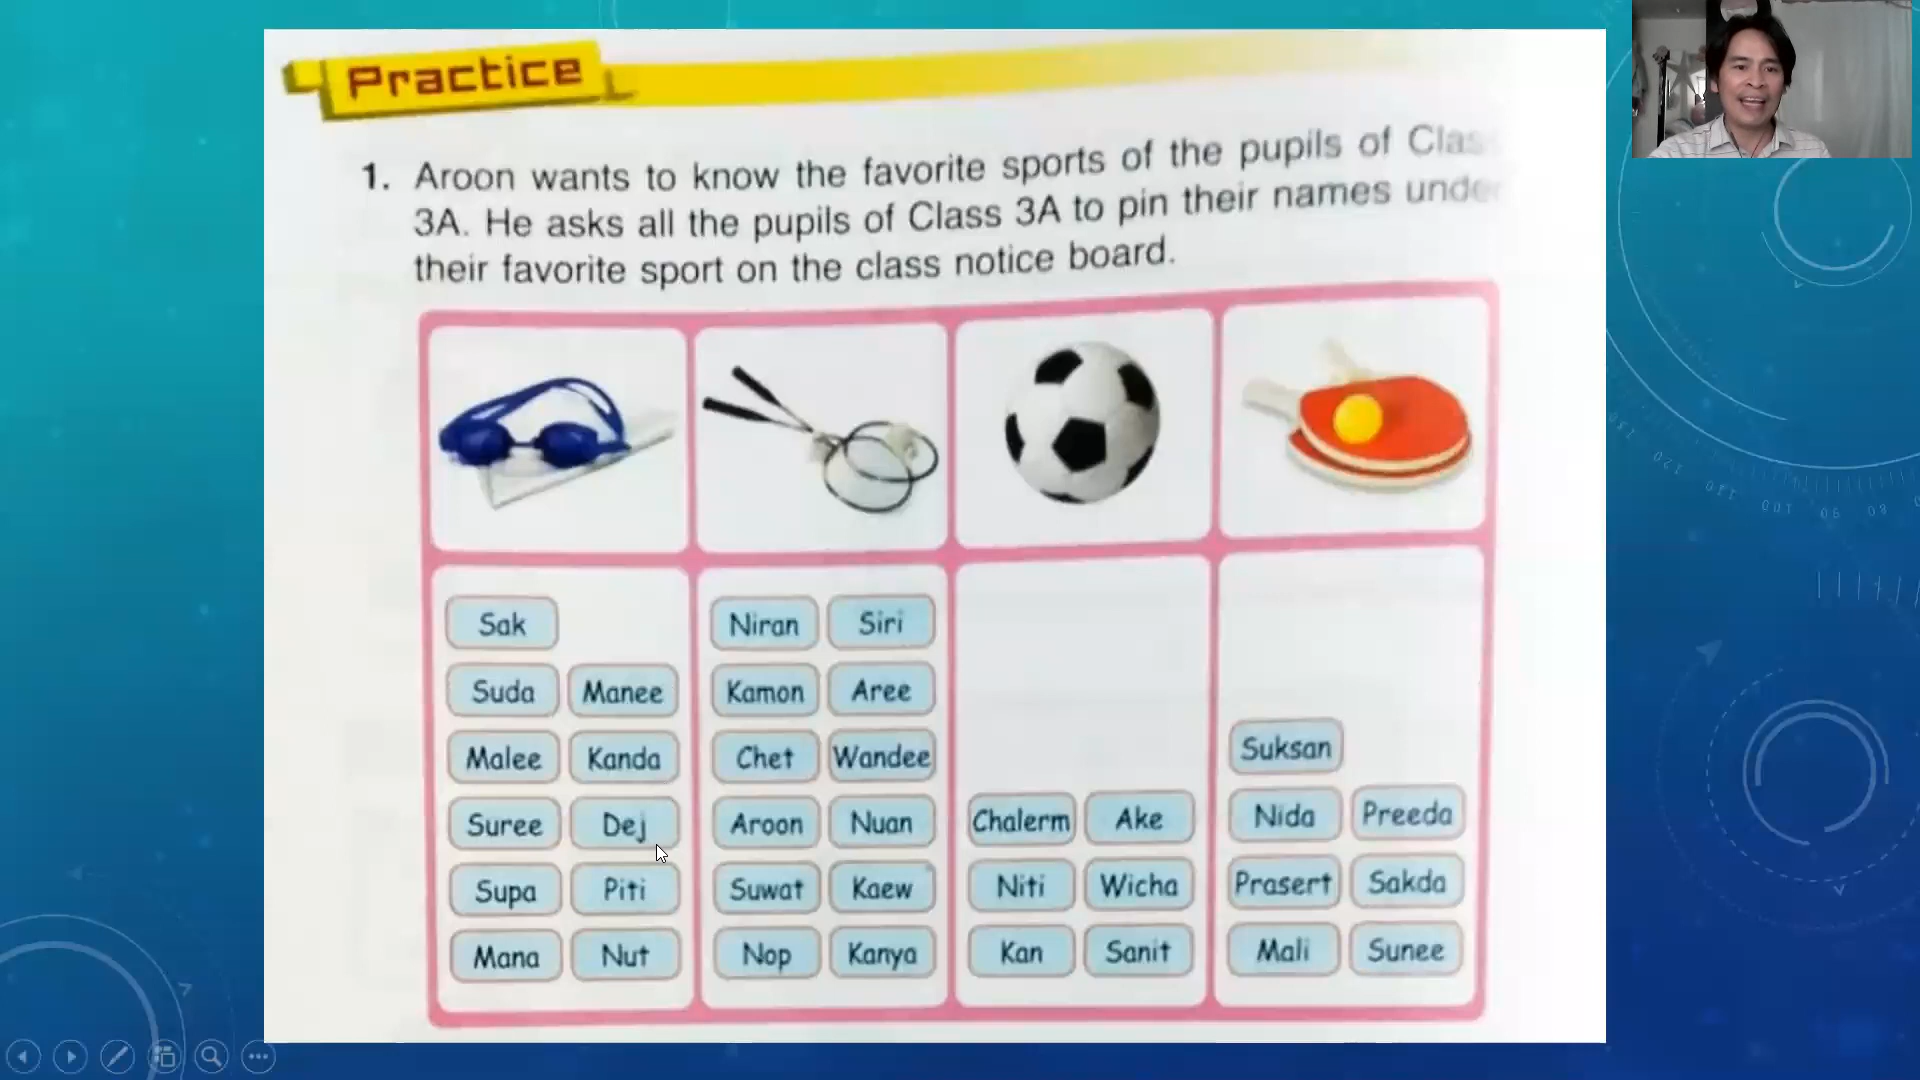 Practice
1. Aroon wants to know the favorite sports of the pupils of Clas
3A. He asks all the pupils of Class 3A to pin their names unde
their favorite sport on the class notice board.
Sak
Suda Manee
Malee Kanda
Suree Dej
Supa Piti
Mana Nut
Niran Siri
Kamon Aree
Chet Wandee
Aroon Nuan
Suwat Kaew
Nop Kanya
Chalerm Ake
Niti Wicha
Kan Sanit
Suksan
Nida Preeda
Prasert Sakda
Mali Sunee